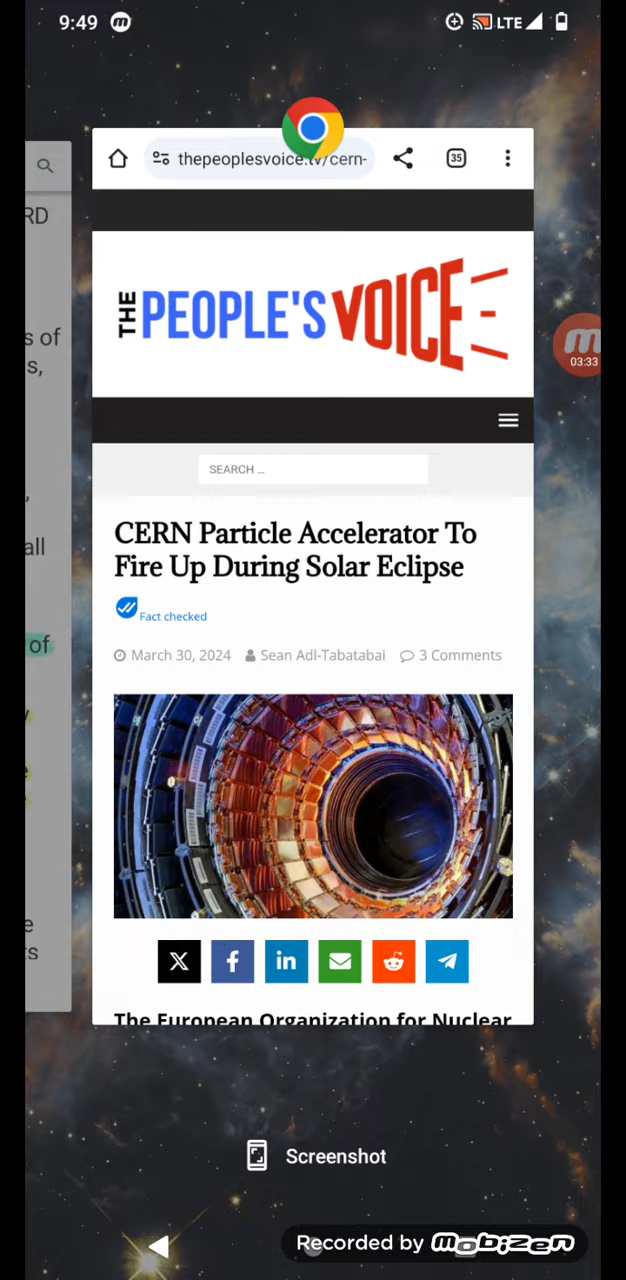 9:49
LTE
thepeoplesvoice.tv/cern-
35
RD
s of
s,
all
of
THE PEOPLE'S VOICE
03:33
SEARCH …
CERN Particle Accelerator To
Fire Up During Solar Eclipse
Fact checked
March 30, 2024 Sean Adl-Tabatabai 3 Comments
The European Organization for Nuclear
Screenshot
Recorded by mobizen